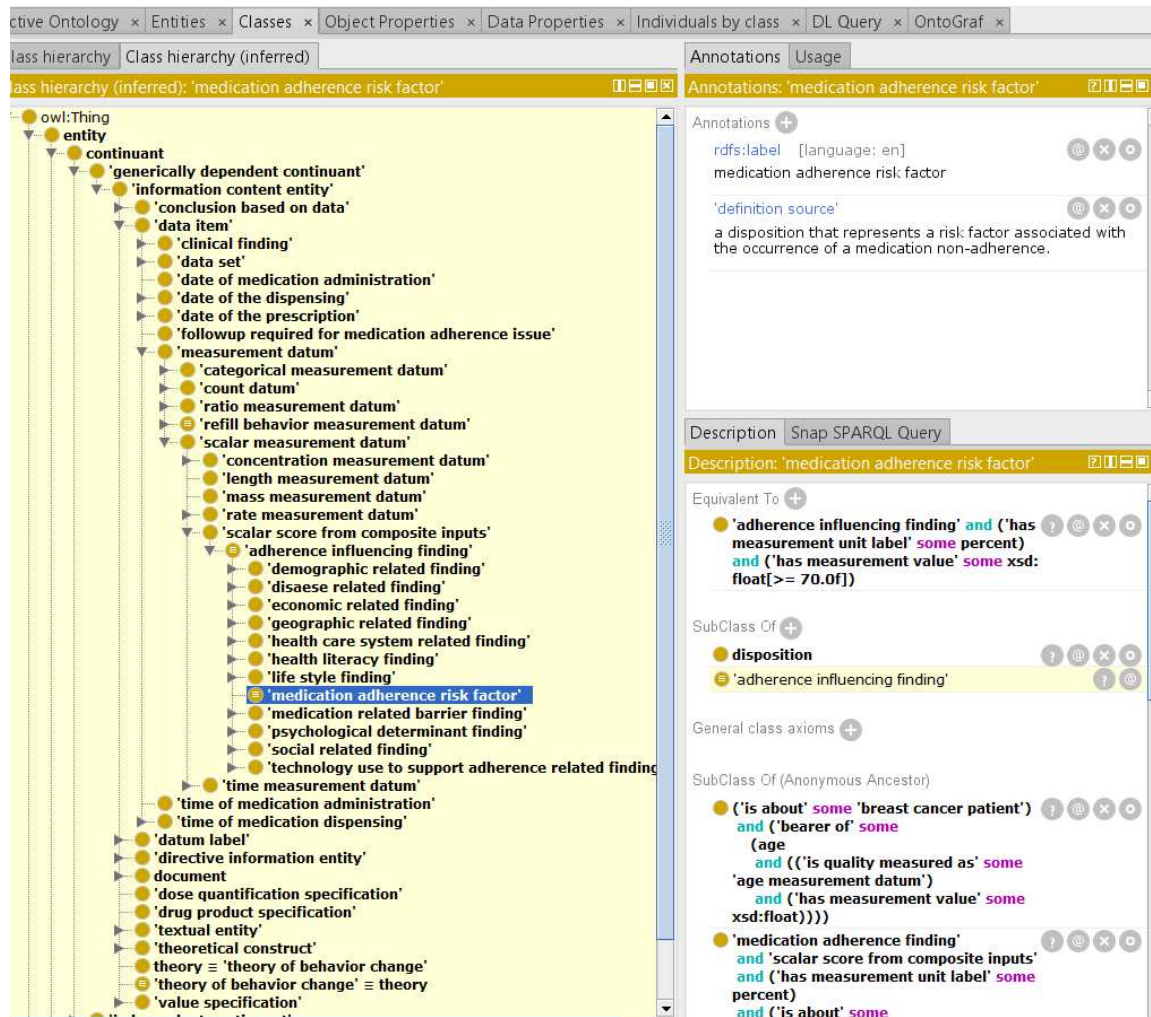 ctive Ontology × Entities × Classes × Object Properties × Data Properties × Individuals by class × DL Query × OntoGraf ×
lass hierarchy Class hierarchy (inferred)
lass hierarchy (inferred): 'medication adherence risk factor'
owl:Thing
entity
continuant
'generically dependent continuant'
'information content entity'
'conclusion based on data'
'data item'
'clinical finding'
'data set'
'date of medication administration'
'date of the dispensing'
'date of the prescription'
'followup required for medication adherence issue'
'measurement datum'
'categorical measurement datum'
'count datum'
'ratio measurement datum'
'refill behavior measurement datum'
'scalar measurement datum'
'concentration measurement datum'
'length measurement datum'
'mass measurement datum'
'rate measurement datum'
'scalar score from composite inputs'
'adherence influencing finding'
'demographic related finding'
'disaese related finding'
'economic related finding'
'geographic related finding'
'health care system related finding'
'health literacy finding'
'life style finding'
'medication adherence risk factor'
'medication related barrier finding'
'psychological determinant finding'
'social related finding'
'technology use to support adherence related finding
'time measurement datum'
'time of medication administration'
'time of medication dispensing'
'datum label'
'directive information entity'
document
'dose quantification specification'
'drug product specification'
'textual entity'
'theoretical construct'
theory ≡ 'theory of behavior change'
'theory of behavior change' ≡ theory
'value specification'
Annotations Usage
Annotations: 'medication adherence risk factor'
Annotations
rdfs:label [language: en]
medication adherence risk factor
'definition source'
a disposition that represents a risk factor associated with
the occurrence of a medication non-adherence.
Description Snap SPARQL Query
Description: 'medication adherence risk factor'
Equivalent To
'adherence influencing finding' and ('has
measurement unit label' some percent)
and ('has measurement value' some xsd:
float[>= 70.0f])
SubClass Of
disposition
'adherence influencing finding'
General class axioms
SubClass Of (Anonymous Ancestor)
('is about' some 'breast cancer patient')
and ('bearer of' some
(age
and (('is quality measured as' some
'age measurement datum')
and ('has measurement value' some
xsd:float))))
'medication adherence finding'
and 'scalar score from composite inputs'
and ('has measurement unit label' some
percent)
and ('is about' some